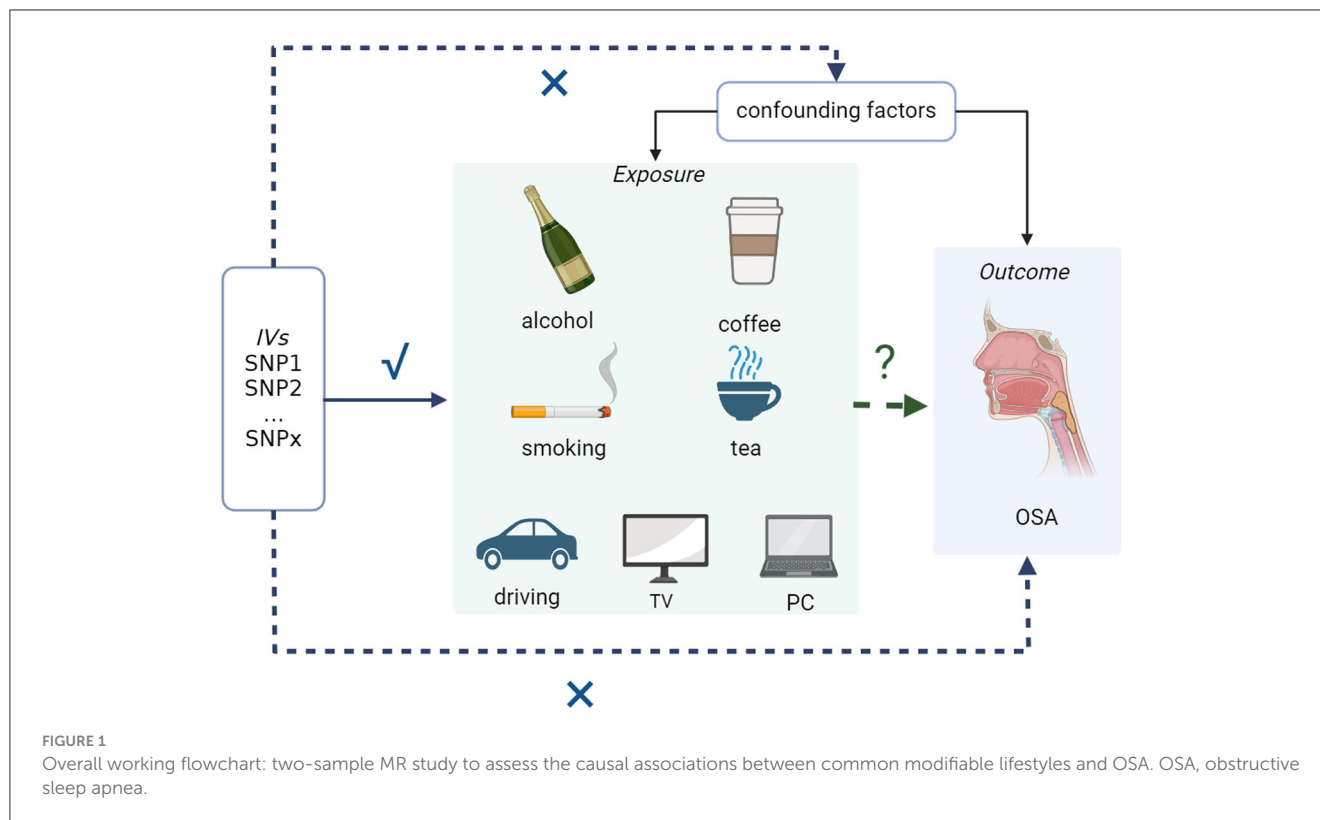 confounding factors
Exposure
Outcome
IVs
SNP1
SNP2
...
SNPx
√
alcohol
coffee
?
smoking
tea
OSA
driving
TV
PC
FIGURE 1
Overall working flowchart: two-sample MR study to assess the causal associations between common modifiable lifestyles and OSA. OSA, obstructive
sleep apnea.